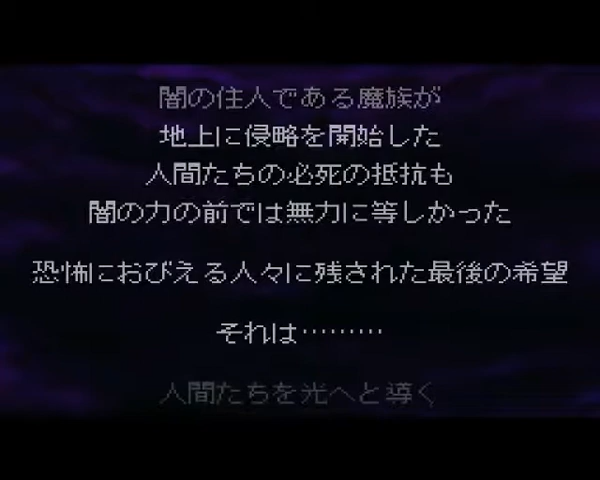 闇の住人である魔族が
地上に侵略を開始した
人間たちの必死の抵抗も
闇の力の前では無力に等しかった
恐怖におびえる人々に残された最後の希望
それは………
人間たちを光へと導く